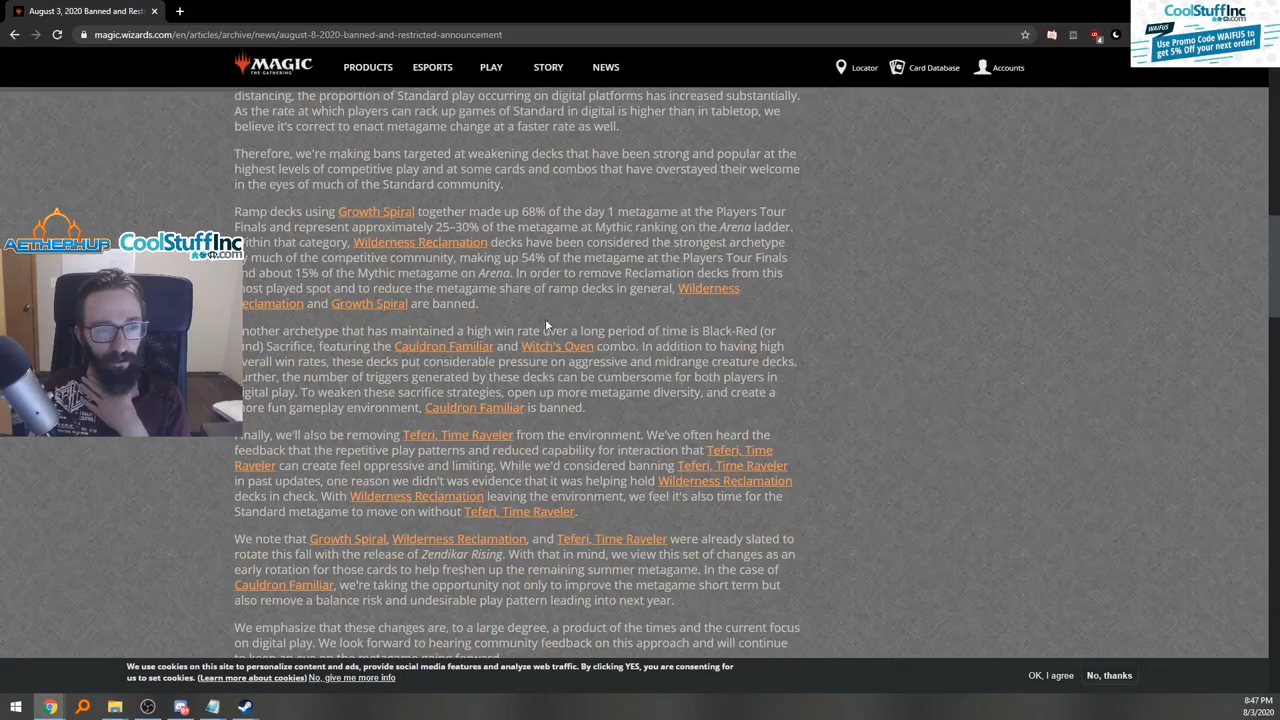 August 3, 2020 Banned and Rest
magic.wizards.com/en/articles/archive/news/august-8-2020-banned-and-restricted-announcement
CoolStuffInc
.com
WAIFUS
Use Promo Code WAIFU5 to
get 5% Off your next order!
MAGIC
THE GATHERING
PRODUCTS
PLAY
STORY
NEWS
Locator
Card Database
Accounts
distancing, the proportion of Standard play occurring on digital platforms has increased substantially.
As the rate at which players can rack up games of Standard in digital is higher than in tabletop, we
believe it's correct to enact metagame change at a faster rate as well.
Therefore, we're making bans targeted at weakening decks that have been strong and popular at the
highest levels of competitive play and at some cards and combos that have overstayed their welcome
in the eyes of much of the Standard community.
Ramp decks using Growth Spiral together made up 68% of the day 1 metagame at the Players Tour
Finals and represent approximately 25–30% of the metagame at Mythic ranking on the Arena ladder.
ithin that category, Wilderness Reclamation decks have been considered the strongest archetype
y much of the competitive community, making up 54% of the metagame at the Players Tour Finals
nd about 15% of the Mythic metagame on Arena. In order to remove Reclamation decks from this
ost played spot and to reduce the metagame share of ramp decks in general, Wilderness
eclamation and Growth Spiral are banned.
nother archetype that has maintained a high win rate over a long period of time is Black-Red (or
und) Sacrifice, featuring the Cauldron Familiar and Witch's Oven combo. In addition to having high
verall win rates, these decks put considerable pressure on aggressive and midrange creature decks.
urther, the number of triggers generated by these decks can be cumbersome for both players in
igital play. To weaken these sacrifice strategies, open up more metagame diversity, and create a
ore fun gameplay environment, Cauldron Familiar is banned.
inally, we'll also be removing Teferi, Time Raveler from the environment. We've often heard the
feedback that the repetitive play patterns and reduced capability for interaction that Teferi, Time
Raveler can create feel oppressive and limiting. While we'd considered banning Teferi, Time Raveler
in past updates, one reason we didn't was evidence that it was helping hold Wilderness Reclamation
decks in check. With Wilderness Reclamation leaving the environment, we feel it's also time for the
Standard metagame to move on without Teferi, Time Raveler.
We note that Growth Spiral, Wilderness Reclamation, and Teferi, Time Raveler were already slated to
rotate this fall with the release of Zendikar Rising. With that in mind, we view this set of changes as an
early rotation for those cards to help freshen up the remaining summer metagame. In the case of
Cauldron Familiar, we're taking the opportunity not only to improve the metagame short term but
also remove a balance risk and undesirable play pattern leading into next year.
We emphasize that these changes are, to a large degree, a product of the times and the current focus
on digital play. We look forward to hearing community feedback on this approach and will continue
AETHERHUB
CoolStuffInc
.com
We use cookies on this site to personalize content and ads, provide social media features and analyze web traffic. By clicking YES, you are consenting for
us to set cookies. (Learn more about cookies) No, give me more info
OK, I agree
No, thanks
8:47 PM
8/3/2020